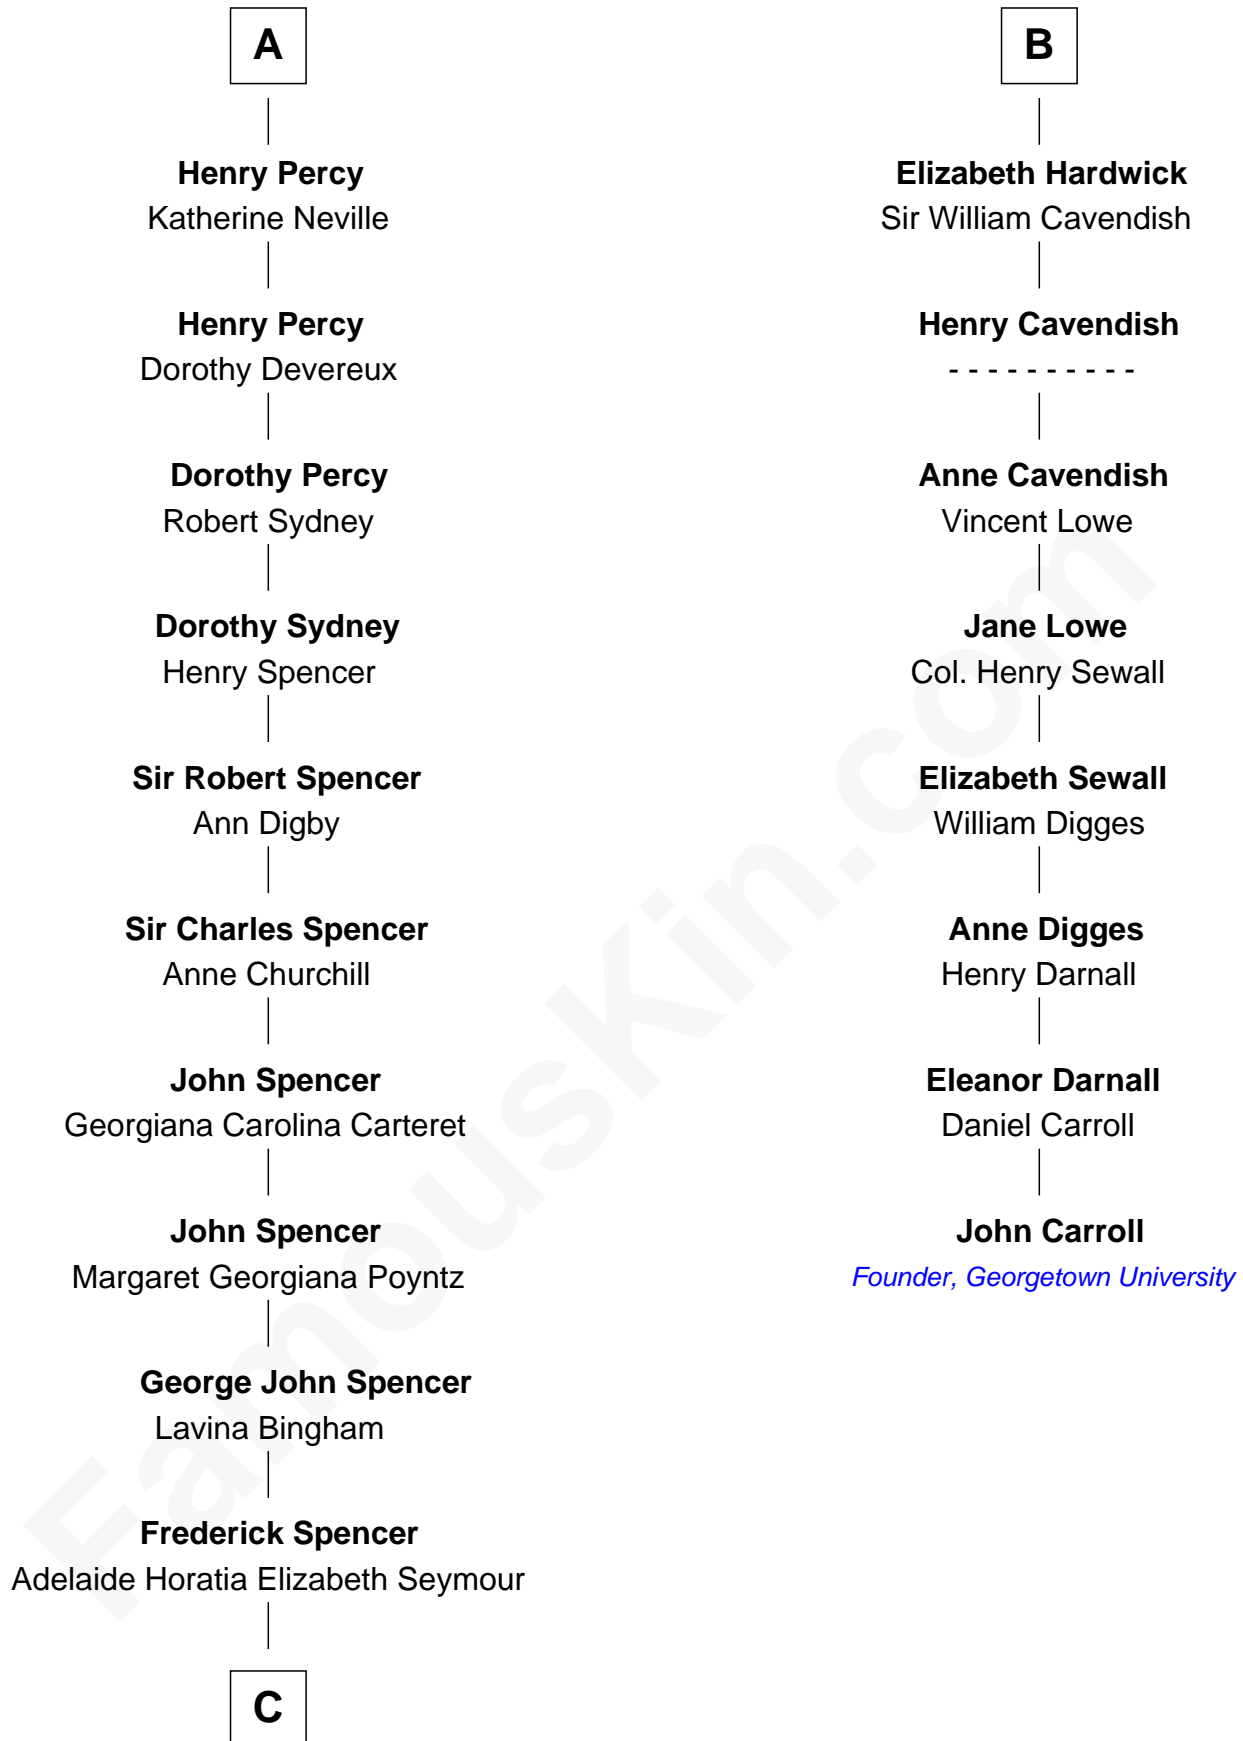 A
Henry Percy
Katherine Neville
Henry Percy
Dorothy Devereux
Dorothy Percy
Robert Sydney
Dorothy Sydney
Henry Spencer
Sir Robert Spencer
Ann Digby
Sir Charles Spencer
Anne Churchill
John Spencer
Georgiana Carolina Carteret
John Spencer
Margaret Georgiana Poyntz
George John Spencer
Lavina Bingham
Frederick Spencer
Adelaide Horatia Elizabeth Seymour
C
B
Elizabeth Hardwick
Sir William Cavendish
Henry Cavendish
- - - - - - - - - -
Anne Cavendish
Vincent Lowe
Jane Lowe
Col. Henry Sewall
Elizabeth Sewall
William Digges
Anne Digges
Henry Darnall
Eleanor Darnall
Daniel Carroll
John Carroll
Founder, Georgetown University
FamousKin.com